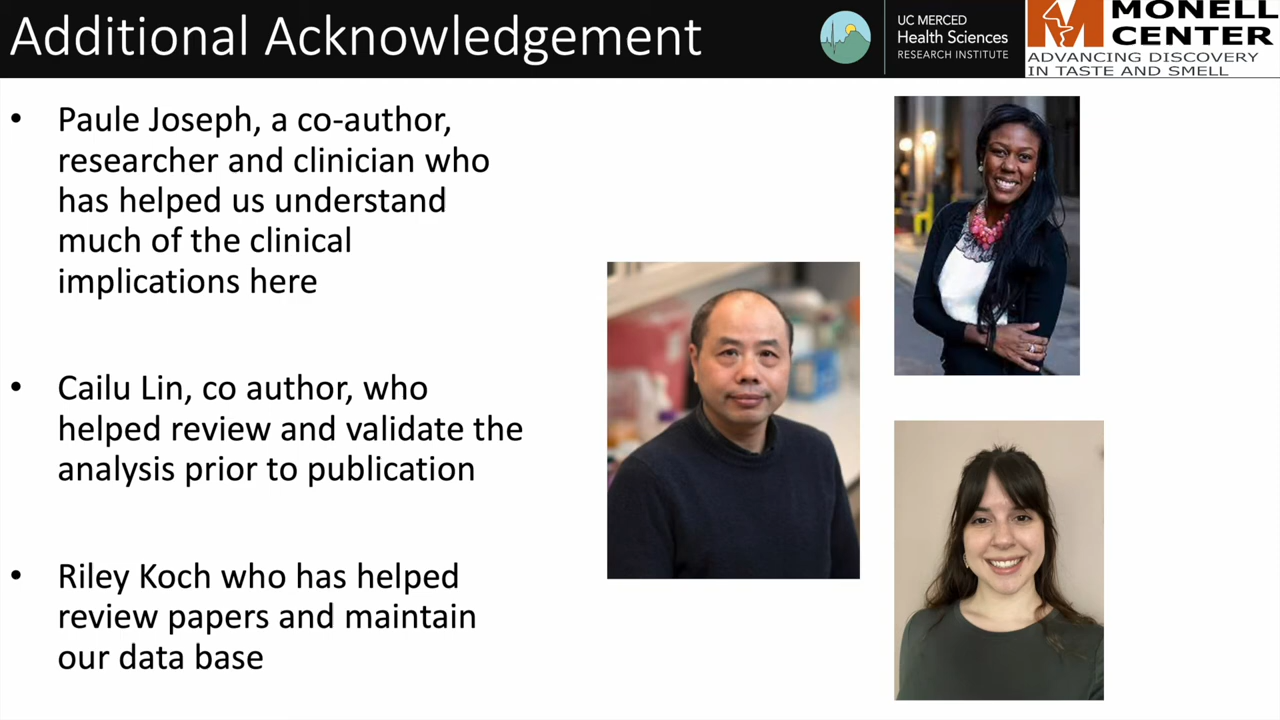 Additional Acknowledgement
UC MERCED
Health Sciences
RESEARCH INSTITUTE
MONELL
CENTER
ADVANCING DISCOVERY
IN TASTE AND SMELL
• Paule Joseph, a co-author,
researcher and clinician who
has helped us understand
much of the clinical
implications here
• Cailu Lin, co author, who
helped review and validate the
analysis prior to publication
• Riley Koch who has helped
review papers and maintain
our data base